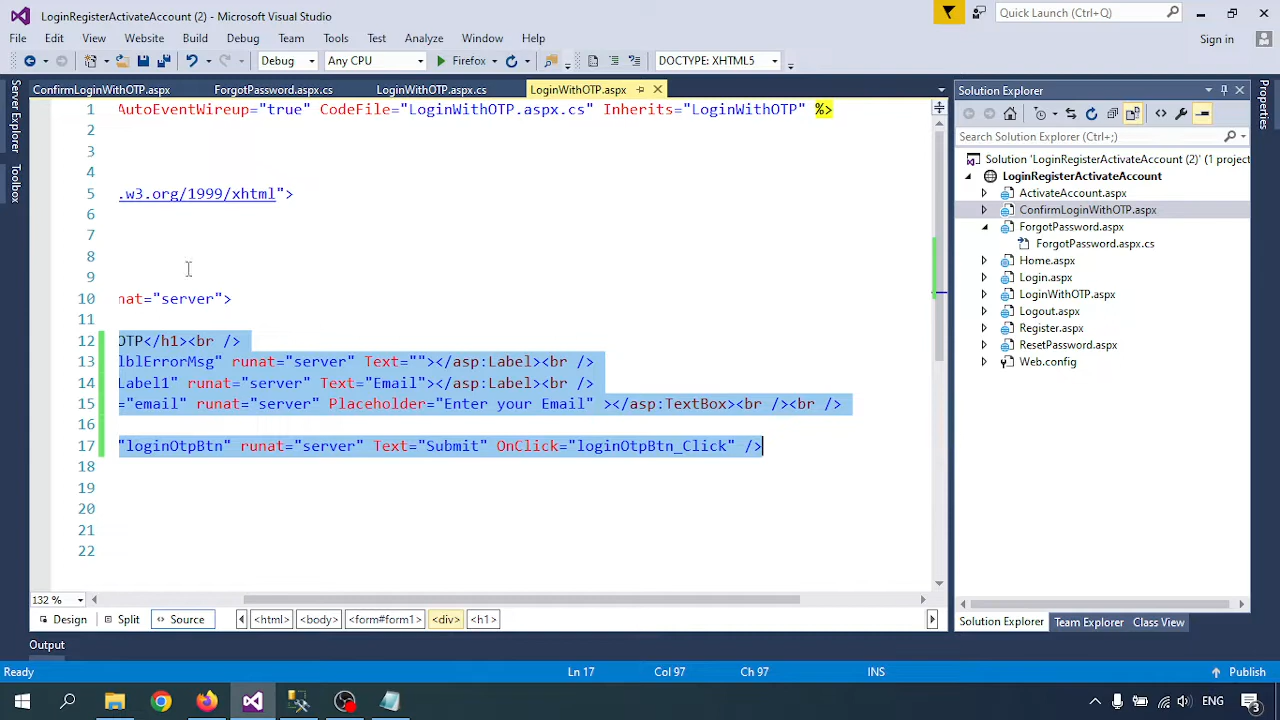 LoginRegisterActivateAccount (2) - Microsoft Visual Studio
Quick Launch (Ctrl+Q)
File Edit View Website Build Debug Team Tools Test Analyze Window Help
Sign in
Debug Any CPU Firefox DOCTYPE: XHTML5
Server Explorer
Toolbox
Properties
ConfirmLoginWithOTP.aspx ForgotPassword.aspx.cs LoginWithOTP.aspx.cs LoginWithOTP.aspx
1 AutoEventWireup="true" CodeFile="LoginWithOTP.aspx.cs" Inherits="LoginWithOTP" %>
2
3
4
5 .w3.org/1999/xhtml">
6
7
8
9
10 nat="server">
11
12 OTP</h1><br />
13 lblErrorMsg" runat="server" Text=""></asp:Label><br />
14 Label1" runat="server" Text="Email"></asp:Label><br />
15 ="email" runat="server" Placeholder="Enter your Email" ></asp:TextBox><br /><br />
16
17 "loginOtpBtn" runat="server" Text="Submit" OnClick="loginOtpBtn_Click" />
18
19
20
21
22
132 %
Design Split Source <html> <body> <form#form1> <div> <h1>
Solution Explorer
Search Solution Explorer (Ctrl+;)
Solution 'LoginRegisterActivateAccount (2)' (1 project
LoginRegisterActivateAccount
ActivateAccount.aspx
ConfirmLoginWithOTP.aspx
ForgotPassword.aspx
ForgotPassword.aspx.cs
Home.aspx
Login.aspx
LoginWithOTP.aspx
Logout.aspx
Register.aspx
ResetPassword.aspx
Web.config
Solution Explorer Team Explorer Class View
Output
Ready Ln 17 Col 97 Ch 97 INS Publish
ENG 3